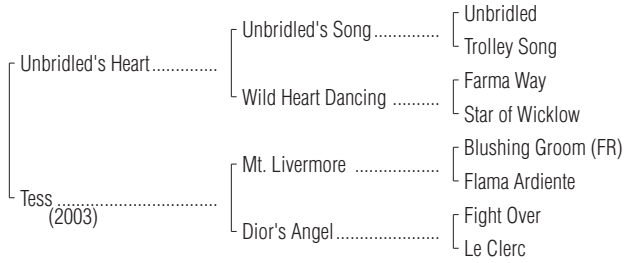 Unbridled
Unbridled's Song..............
Trolley Song
Unbridled's Heart..............
Farma Way
Wild Heart Dancing ..........
Star of Wicklow
Blushing Groom (FR)
Mt. Livermore ..................
Flama Ardiente
Tess ..................................
(2003)
Fight Over
Dior's Angel......................
Le Clerc